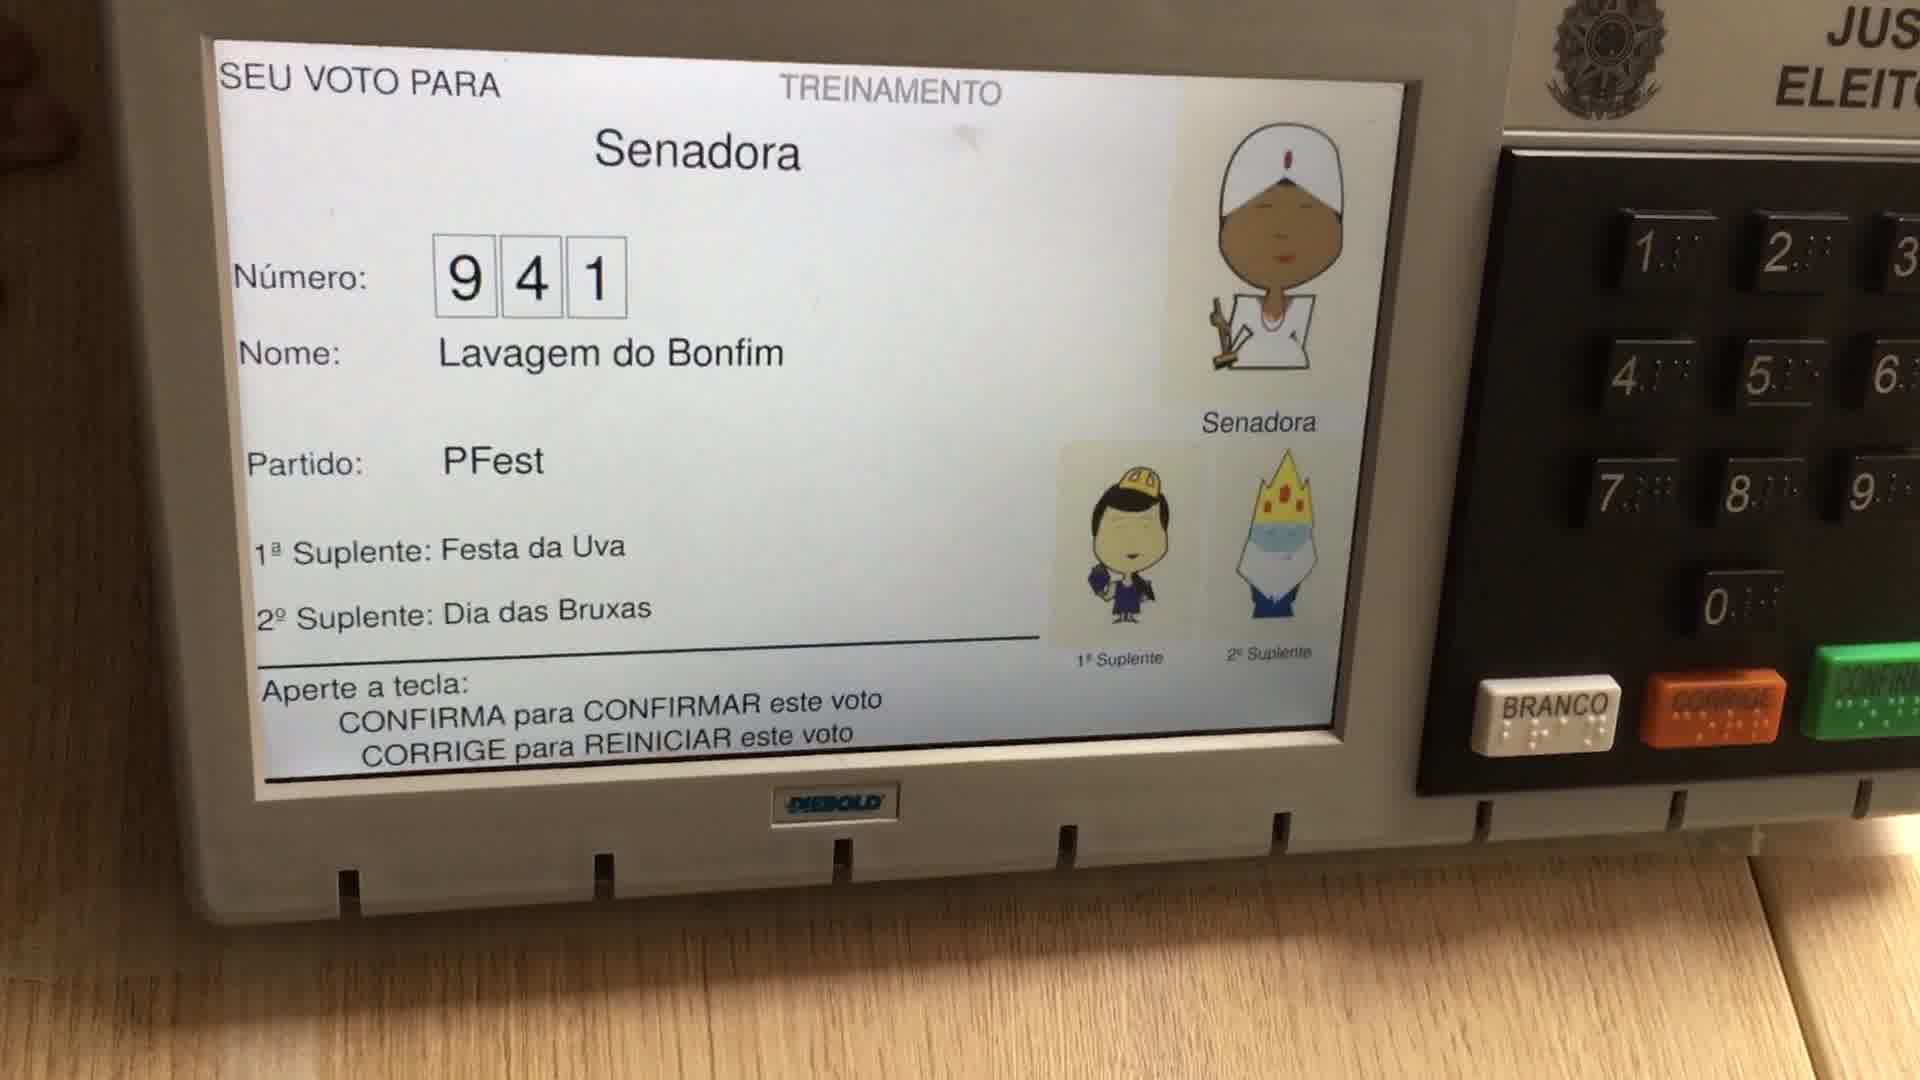 SEU VOTO PARA
TREINAMENTO
Senadora
Número: 9 4 1
Nome: Lavagem do Bonfim
Partido: PFest
1ª Suplente: Festa da Uva
2º Suplente: Dia das Bruxas
Senadora
1ª Suplente
2º Suplente
Aperte a tecla:
CONFIRMA para CONFIRMAR este voto
CORRIGE para REINICIAR este voto
DIEBOLD
JUS
ELEITO
1 2 3
4 5 6
7 8 9
0
BRANCO CORRIGE CONFIRM